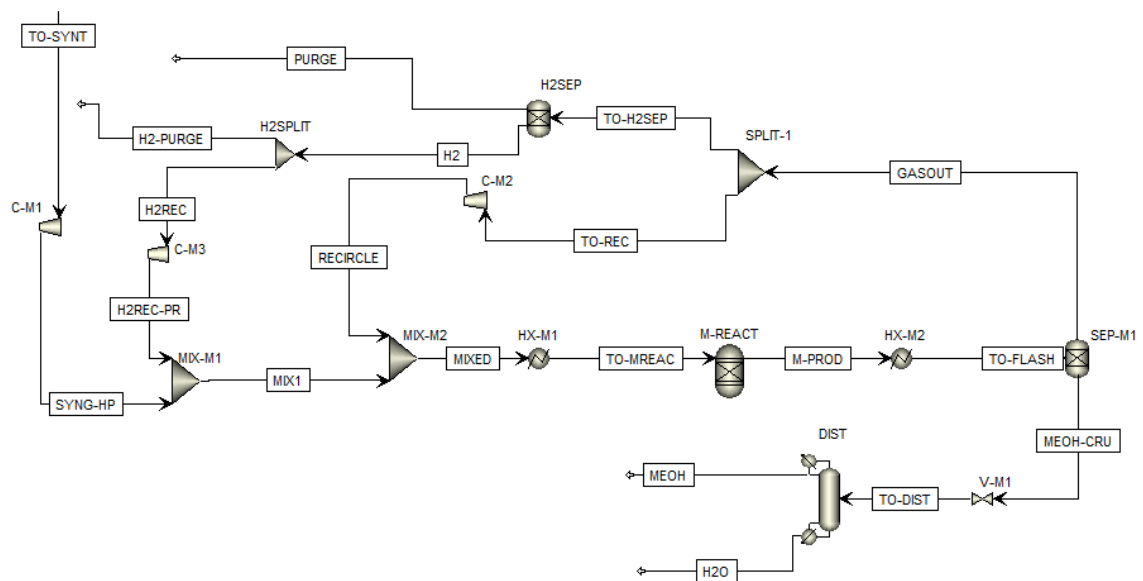 TO-SYNT
PURGE
H2SEP
TO-H2SEP
SPLIT-1
H2-PURGE
H2SPLIT
H2
GASOUT
C-M2
C-M1
H2REC
TO-REC
C-M3
RECIRCLE
H2REC-PR
MIX-M2
HX-M1
M-REACT
HX-M2
SEP-M1
MIX-M1
MIXED
TO-MREAC
M-PROD
TO-FLASH
MIX1
SYNG-HP
DIST
MEOH-CRU
MEOH
V-M1
TO-DIST
H2O